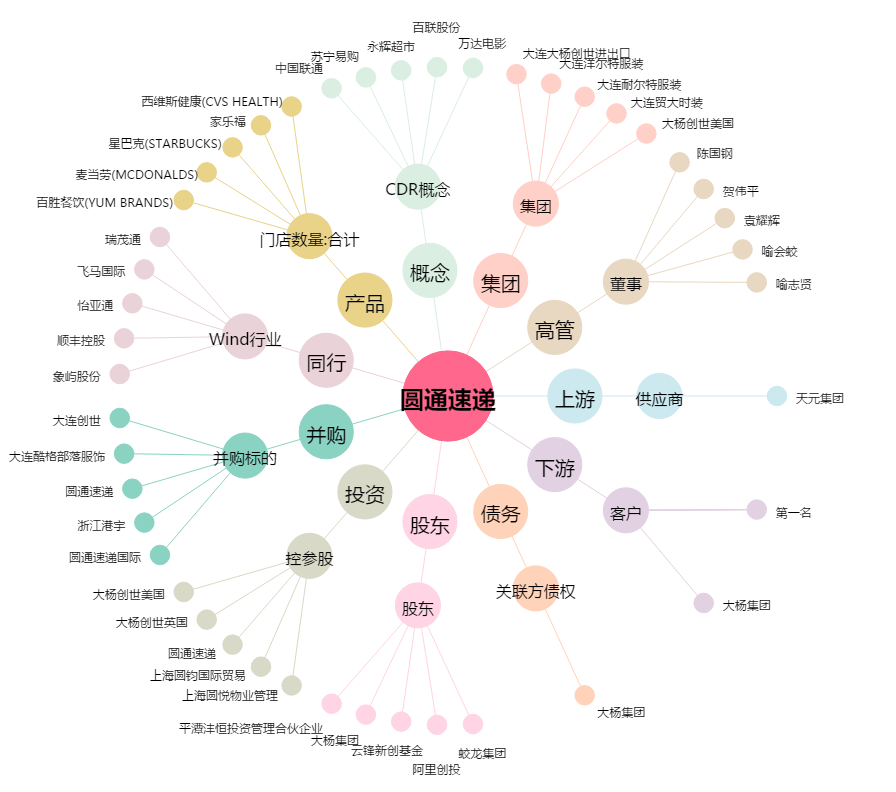 百联股份
永辉超市
万达电影
苏宁易购
中国联通
大连大杨创世进出口
大连洋尔特服装
大连耐尔特服装
大连贸大时装
大杨创世美国
西维斯健康(CVS HEALTH)
家乐福
星巴克(STARBUCKS)
麦当劳(MCDONALDS)
百胜餐饮(YUM BRANDS)
陈国钢
贺伟平
袁耀辉
喻会蛟
喻志贤
CDR概念
集团
门店数量:合计
董事
瑞茂通
飞马国际
怡亚通
顺丰控股
象屿股份
概念
集团
产品
高管
Wind行业
同行
圆通速递
上游
供应商
天元集团
大连创世
大连酷格部落服饰
圆通速递
浙江港宇
圆通速递国际
并购
并购标的
下游
客户
第一名
大杨集团
投资
股东
债务
控参股
股东
关联方债权
大杨创世美国
大杨创世英国
圆通速递
上海圆钧国际贸易
上海圆悦物业管理
平潭沣恒投资管理合伙企业
大杨集团
云锋新创基金
阿里创投
蛟龙集团
大杨集团